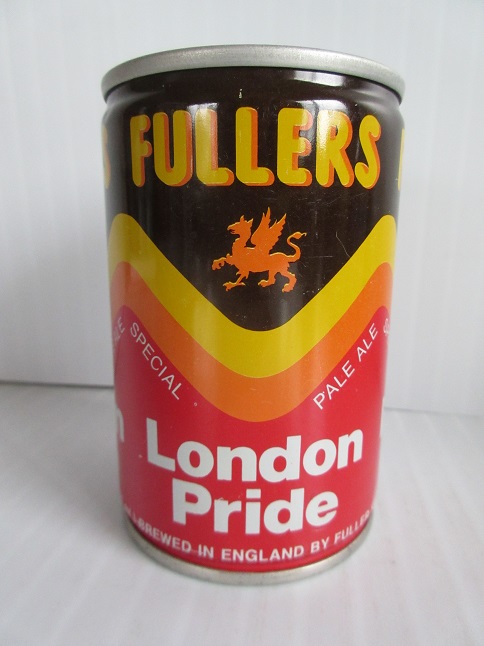 FULLERS
SPECIAL
PALE ALE
London
Pride
BREWED IN ENGLAND BY FULLER